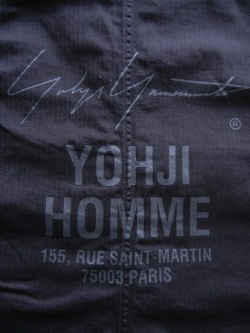 Yohji Yamamoto
®
YOHJI
HOMME
155, RUE SAINT-MARTIN
75003 PARIS